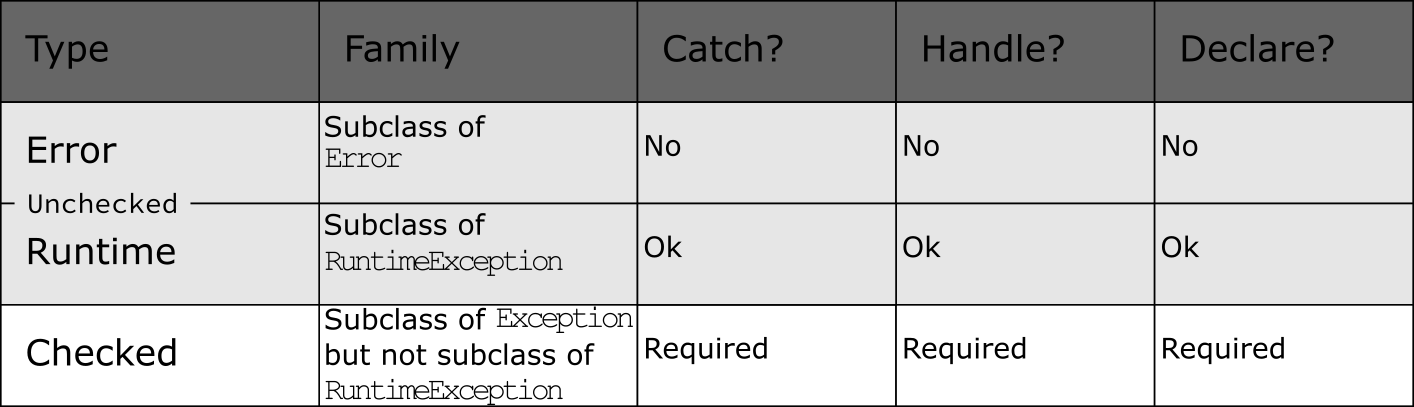 Type Family Catch? Handle? Declare?
Error
Subclass of
Error
No No No
Unchecked
Runtime
Subclass of
RuntimeException
Ok Ok Ok
Checked
Subclass of Exception
but not subclass of
RuntimeException
Required Required Required